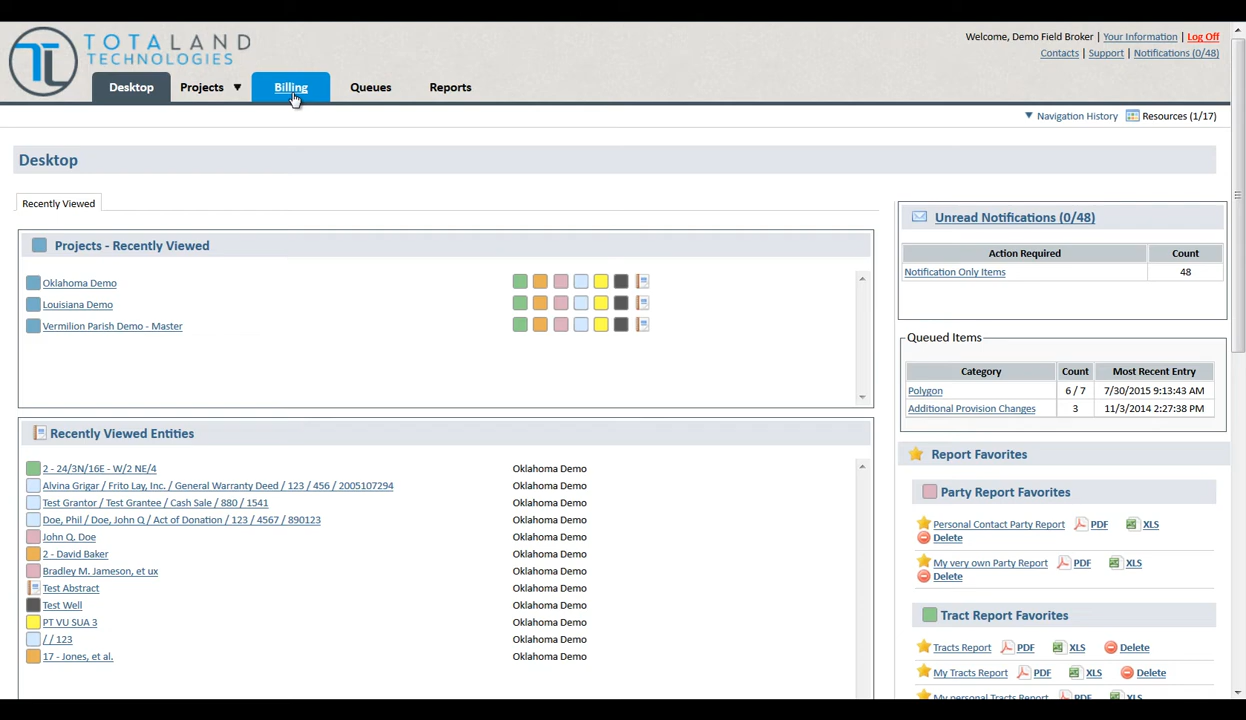 TOTALAND
TECHNOLOGIES
Welcome, Demo Field Broker | Your Information | Log Off
Contacts | Support | Notifications (0/48)
Desktop Projects ▼ Billing Queues Reports
▼ Navigation History Resources (1/17)
Desktop
Recently Viewed
Projects - Recently Viewed
Oklahoma Demo
Louisiana Demo
Vermilion Parish Demo - Master
Recently Viewed Entities
2 - 24/3N/16E - W/2 NE/4 Oklahoma Demo
Alvina Grigar / Frito Lay, Inc. / General Warranty Deed / 123 / 456 / 2005107294 Oklahoma Demo
Test Grantor / Test Grantee / Cash Sale / 880 / 1541 Oklahoma Demo
Doe, Phil / Doe, John Q / Act of Donation / 123 / 4567 / 890123 Oklahoma Demo
John Q. Doe Oklahoma Demo
2 - David Baker Oklahoma Demo
Bradley M. Jameson, et ux Oklahoma Demo
Test Abstract Oklahoma Demo
Test Well Oklahoma Demo
PT VU SUA 3 Oklahoma Demo
/ / 123 Oklahoma Demo
17 - Jones, et al. Oklahoma Demo
Unread Notifications (0/48)
Action Required Count
Notification Only Items 48
Queued Items
Category Count Most Recent Entry
Polygon 6 / 7 7/30/2015 9:13:43 AM
Additional Provision Changes 3 11/3/2014 2:27:38 PM
Report Favorites
Party Report Favorites
Personal Contact Party Report PDF XLS
Delete
My very own Party Report PDF XLS
Delete
Tract Report Favorites
Tracts Report PDF XLS Delete
My Tracts Report PDF XLS Delete
My personal Tracts Report PDF XLS